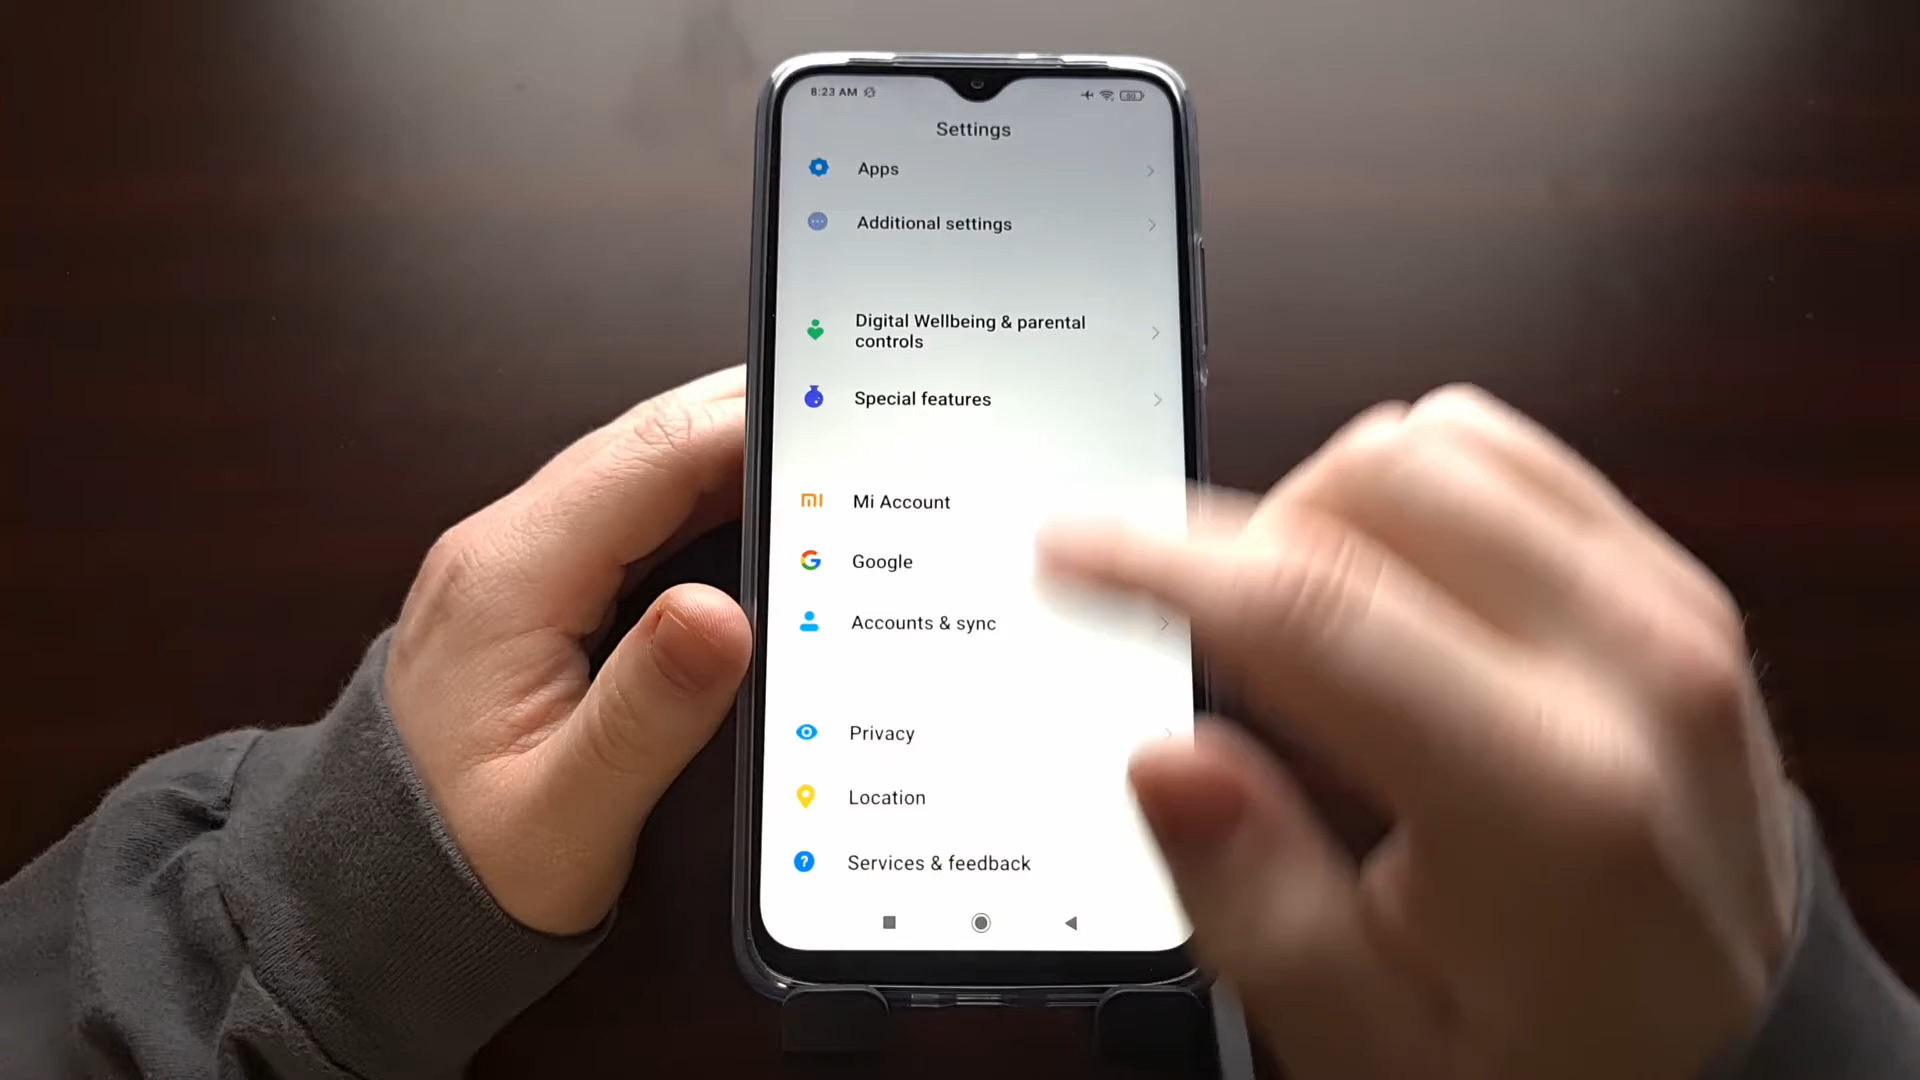 8:23 AM
Settings
Apps
Additional settings
Digital Wellbeing & parental
controls
Special features
Mi Account
Google
Accounts & sync
Privacy
Location
Services & feedback